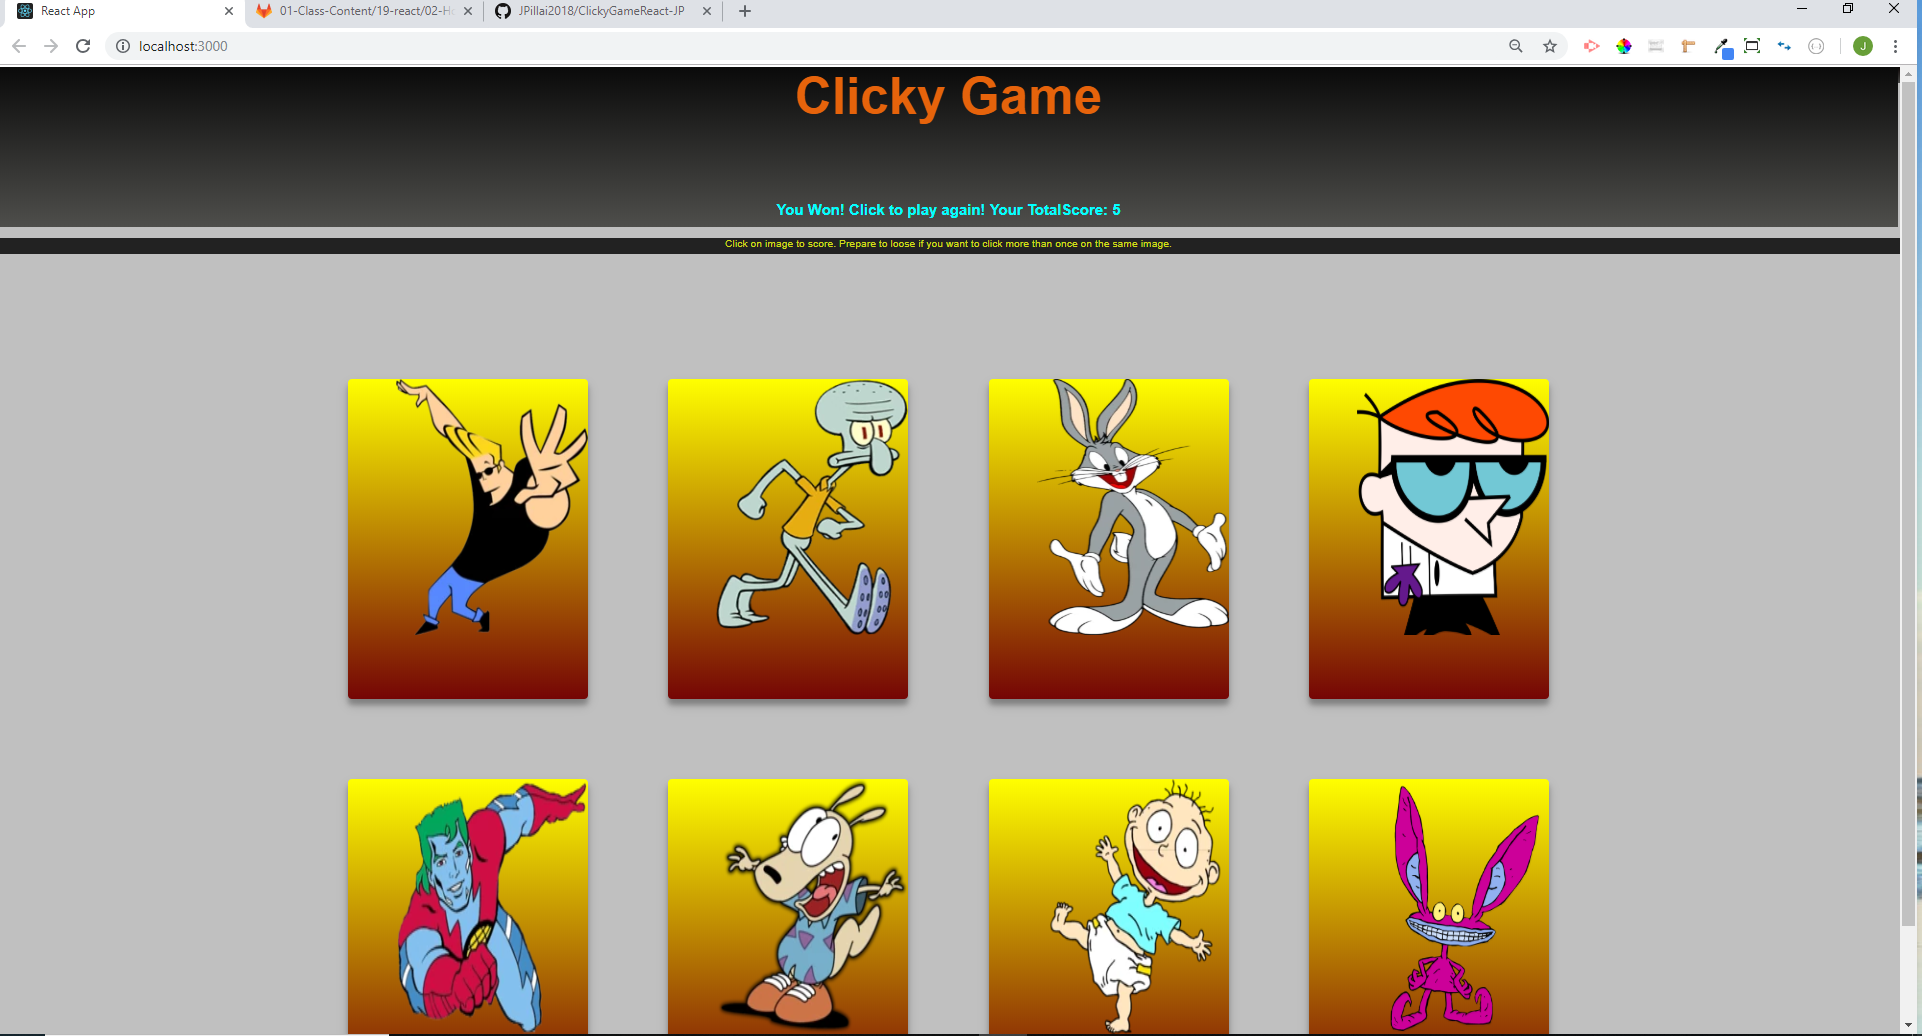 React App
01-Class-Content/19-react/02-Ho
JPillai2018/ClickyGameReact-JP
localhost:3000
J
Clicky Game
You Won! Click to play again! Your TotalScore: 5
Click on image to score. Prepare to loose if you want to click more than once on the same image.